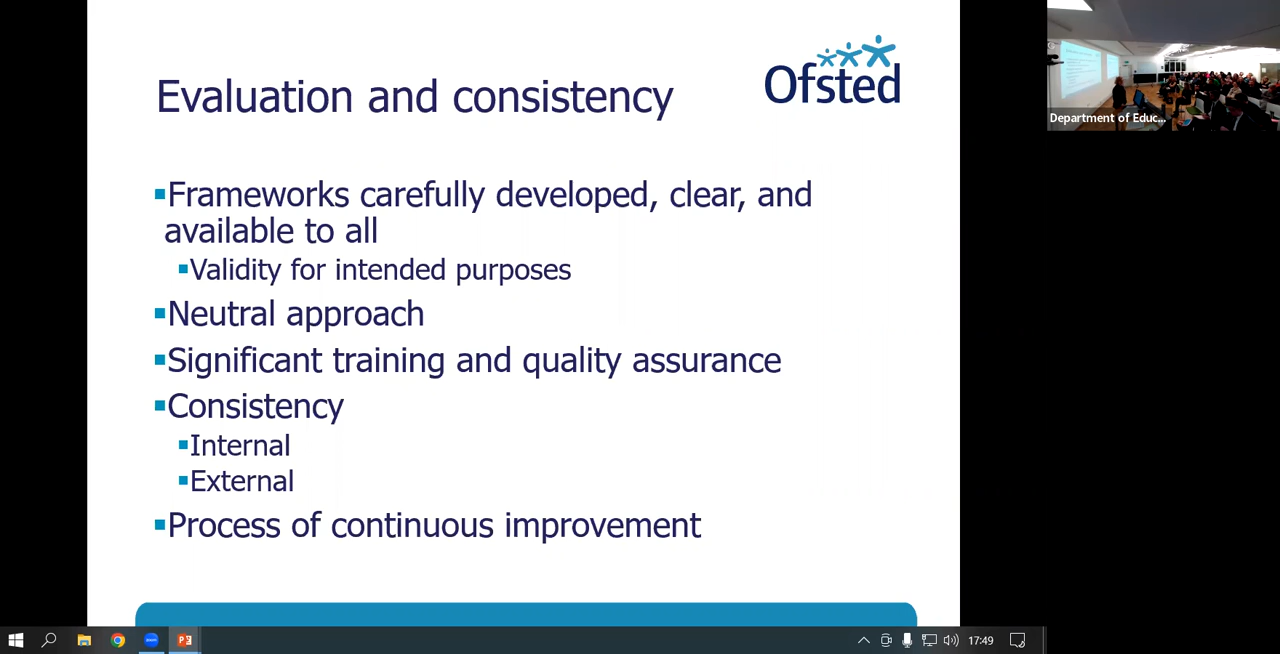 Evaluation and consistency
Ofsted
▪Frameworks carefully developed, clear, and
available to all
▪Validity for intended purposes
▪Neutral approach
▪Significant training and quality assurance
▪Consistency
▪Internal
▪External
▪Process of continuous improvement
Department of Educ...
17:49